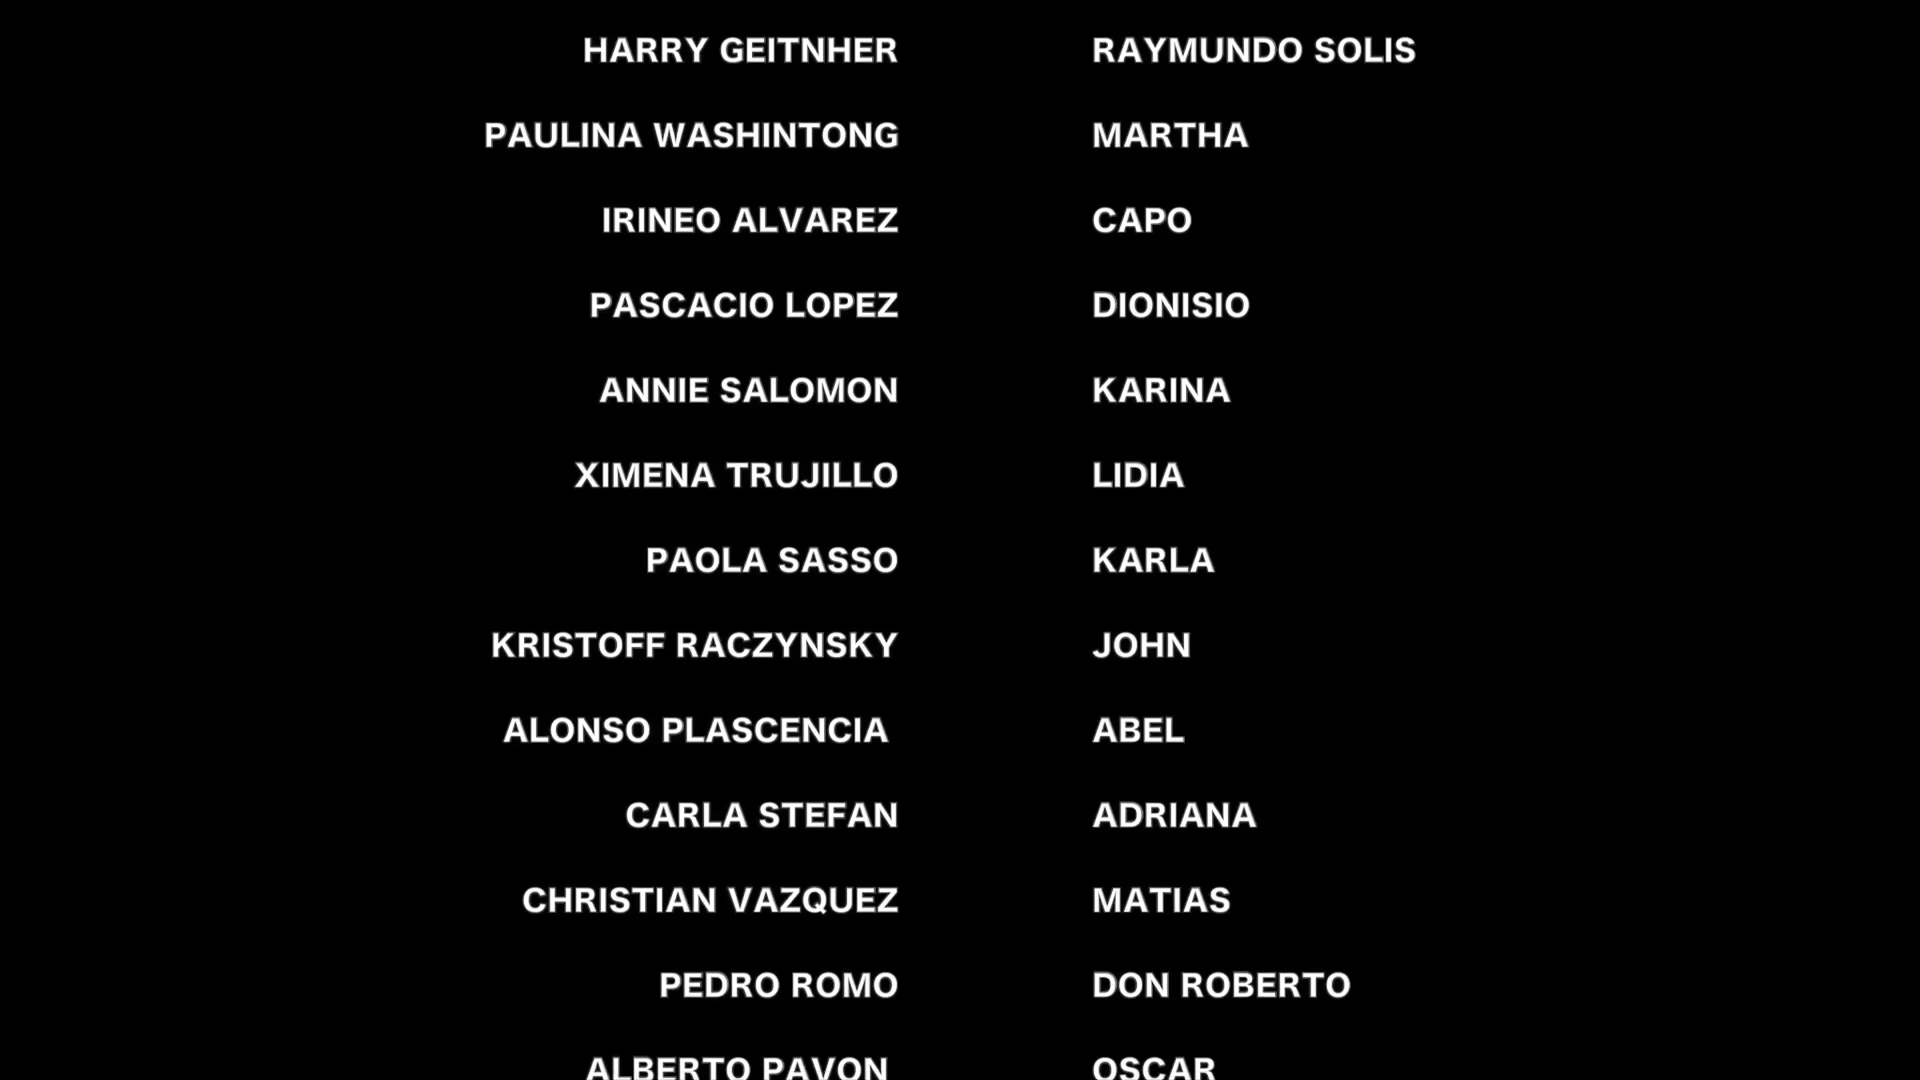 HARRY GEITNHER RAYMUNDO SOLIS
PAULINA WASHINTONG MARTHA
IRINEO ALVAREZ CAPO
PASCACIO LOPEZ DIONISIO
ANNIE SALOMON KARINA
XIMENA TRUJILLO LIDIA
PAOLA SASSO KARLA
KRISTOFF RACZYNSKY JOHN
ALONSO PLASCENCIA ABEL
CARLA STEFAN ADRIANA
CHRISTIAN VAZQUEZ MATIAS
PEDRO ROMO DON ROBERTO
ALBERTO PAVON OSCAR